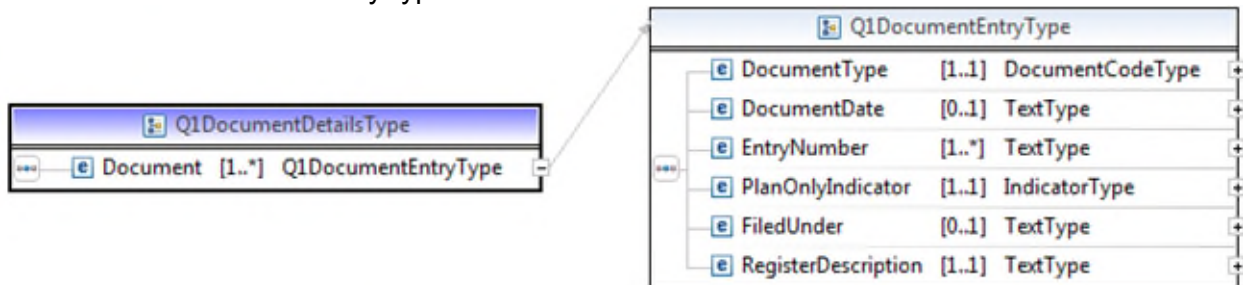 Q1DocumentEntryType
DocumentType [1..1] DocumentCodeType
DocumentDate [0..1] TextType
Q1DocumentDetailsType
EntryNumber [1..*] TextType
Document [1..*] Q1DocumentEntryType
PlanOnlyIndicator [1..1] IndicatorType
FiledUnder [0..1] TextType
RegisterDescription [1..1] TextType